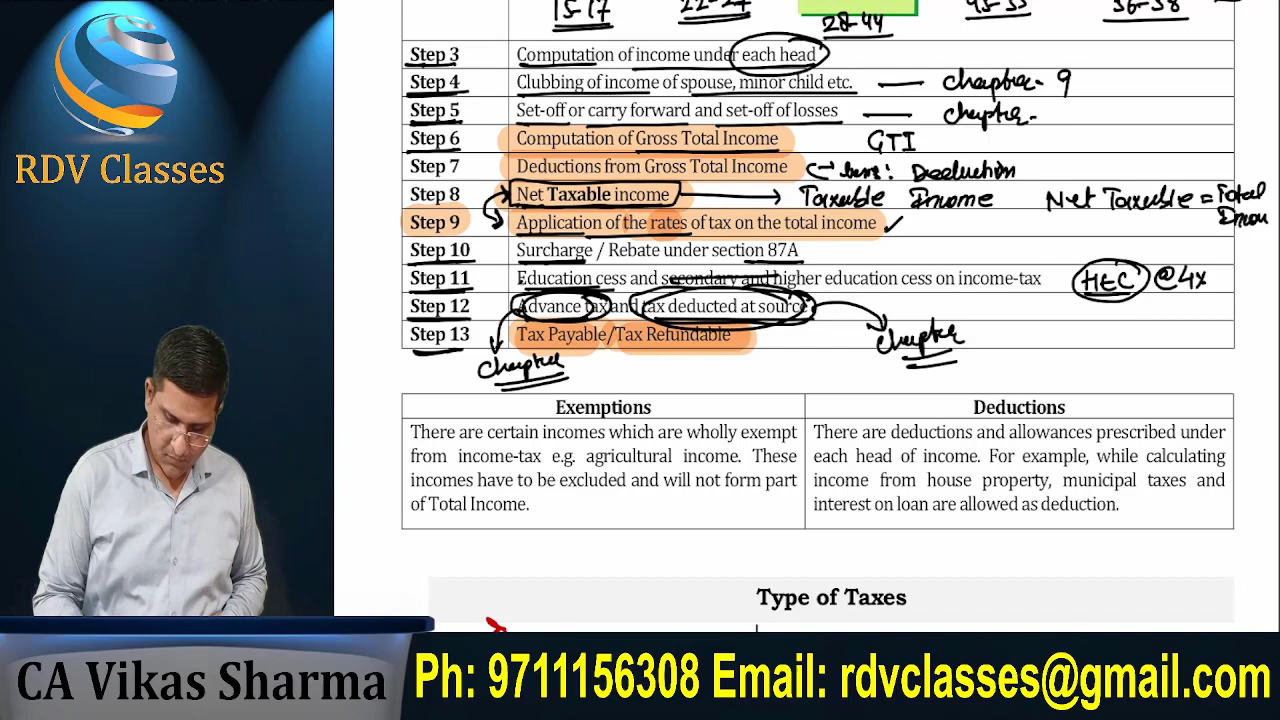 15-17 22-27 28-44 36-38
Step 3 Computation of income under each head
Step 4 Clubbing of income of spouse, minor child etc. — Chapter- 9
Step 5 Set-off or carry forward and set-off of losses — Chapter-
Step 6 Computation of Gross Total Income GTI
Step 7 Deductions from Gross Total Income Less: Deduction
Step 8 Net Taxable income Taxable Income Net Taxable = Total
Step 9 Application of the rates of tax on the total income
Step 10 Surcharge / Rebate under section 87A
Step 11 Education cess and secondary and higher education cess on income-tax HEC @4%
Step 12 Advance tax and tax deducted at source
Step 13 Tax Payable/Tax Refundable Chapter
Chapter
Exemptions
There are certain incomes which are wholly exempt
from income-tax e.g. agricultural income. These
incomes have to be excluded and will not form part
of Total Income.
Deductions
There are deductions and allowances prescribed under
each head of income. For example, while calculating
income from house property, municipal taxes and
interest on loan are allowed as deduction.
Type of Taxes
RDV Classes
CA Vikas Sharma
Ph: 9711156308 Email: rdvclasses@gmail.com